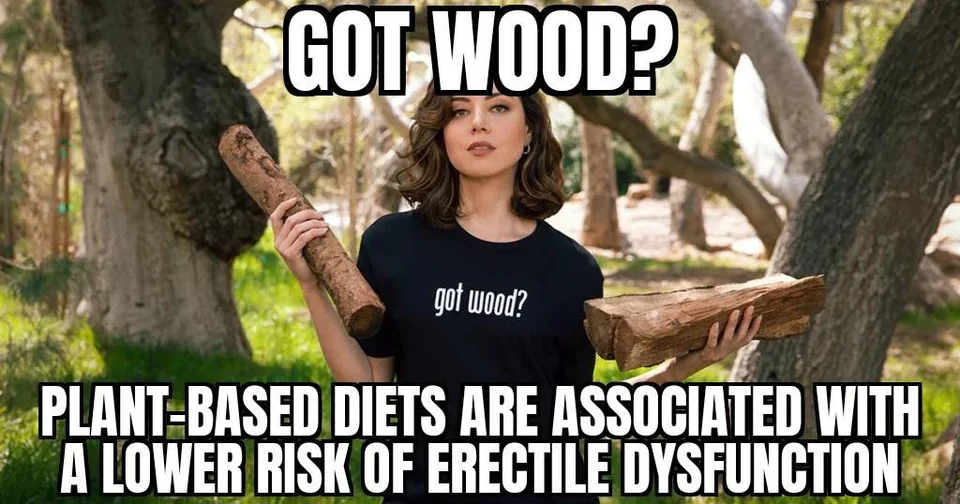 GOT WOOD?
got wood?
PLANT-BASED DIETS ARE ASSOCIATED WITH
A LOWER RISK OF ERECTILE DYSFUNCTION